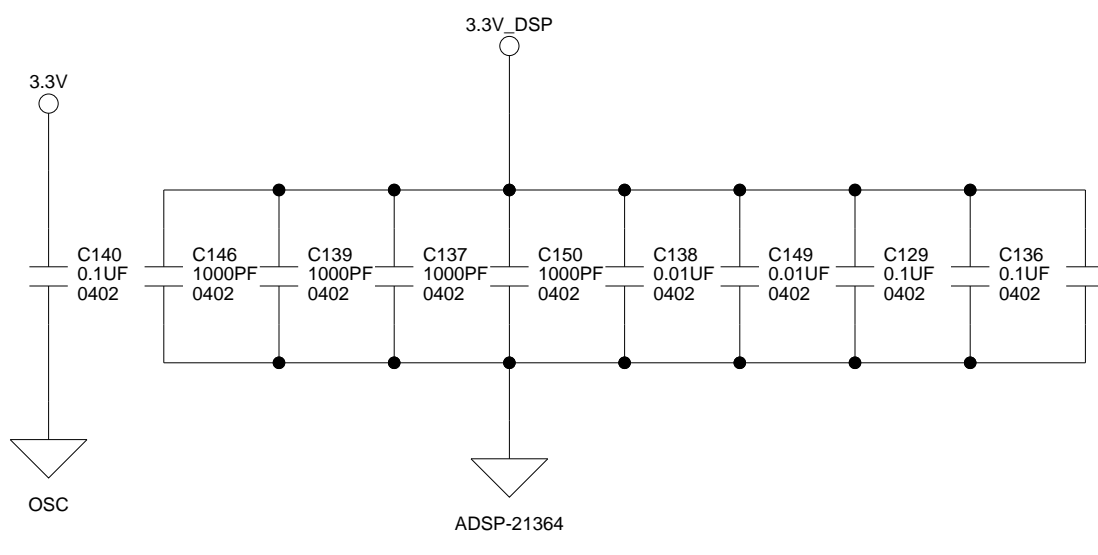 3.3V_DSP
3.3V
C140
0.1UF
0402
C146
1000PF
0402
C139
1000PF
0402
C137
1000PF
0402
C150
1000PF
0402
C138
0.01UF
0402
C149
0.01UF
0402
C129
0.1UF
0402
C136
0.1UF
0402
OSC
ADSP-21364